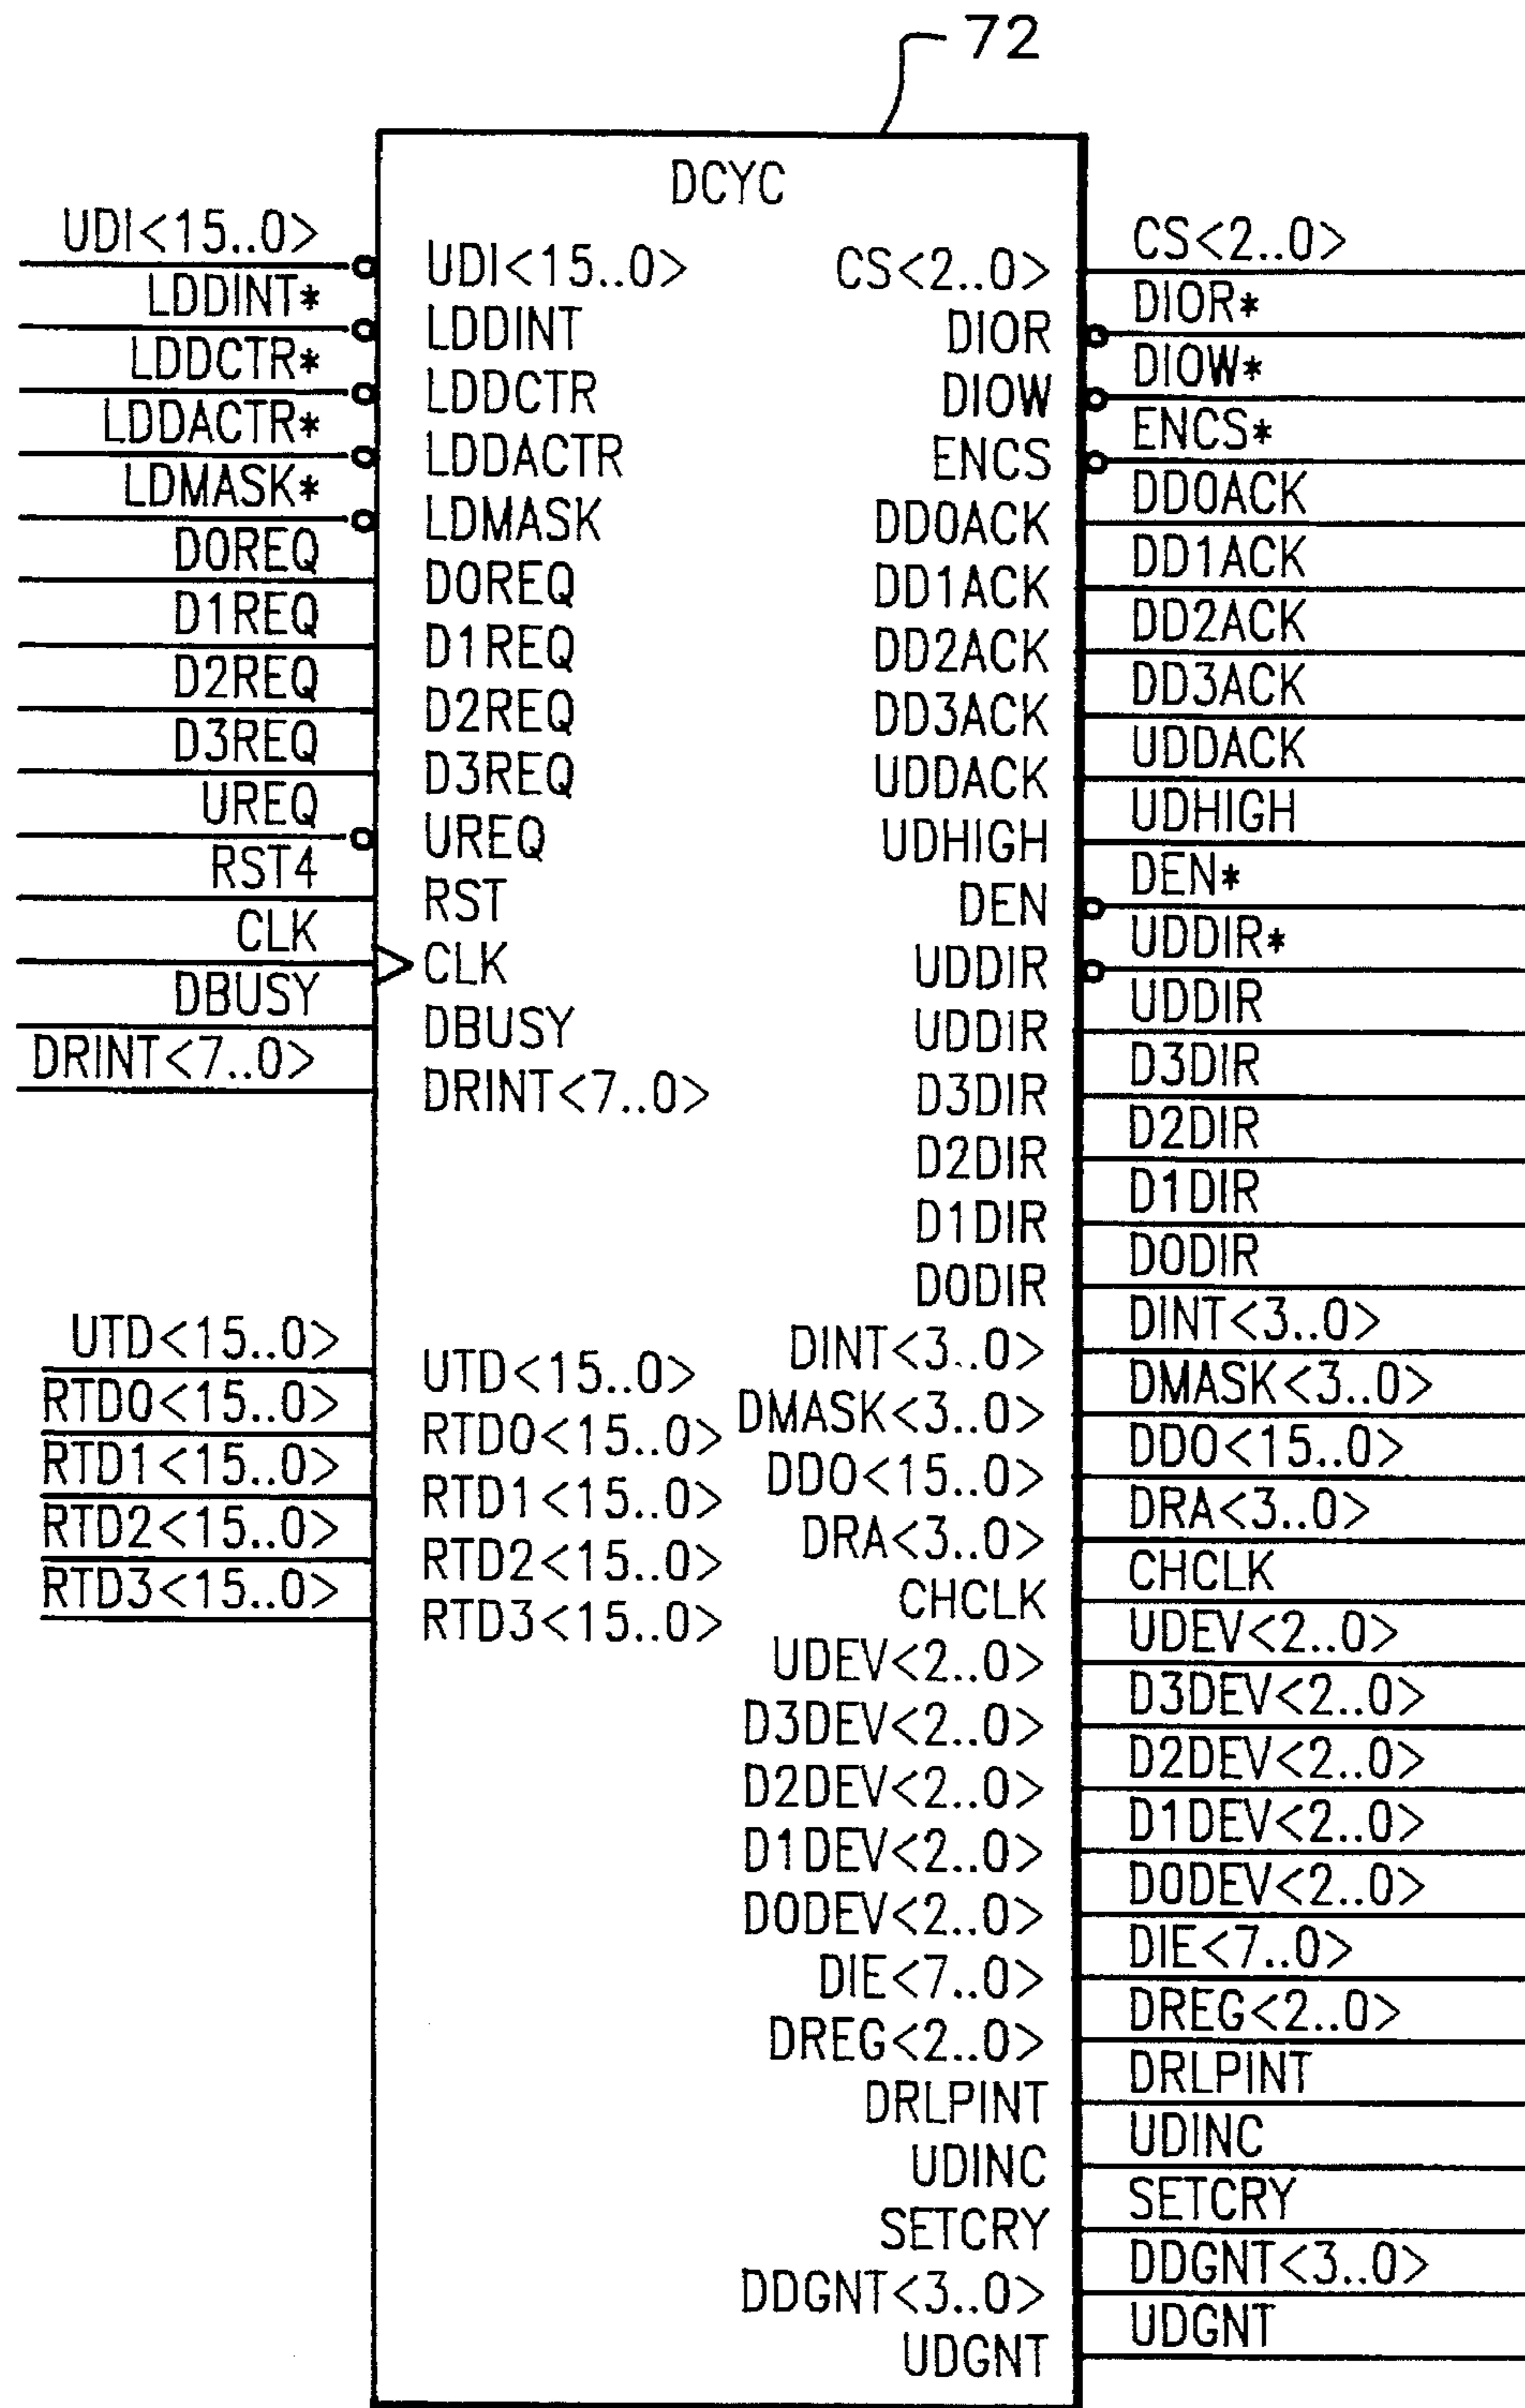 72
DCYC
UDI<15..0>
LDDINT*
LDDCTR*
LDDACTR*
LDMASK*
D0REQ
D1REQ
D2REQ
D3REQ
UREQ
RST4
CLK
DBUSY
DRINT<7..0>
UTD<15..0>
RTD0<15..0>
RTD1<15..0>
RTD2<15..0>
RTD3<15..0>
UDI<15..0>
LDDINT
LDDCTR
LDDACTR
LDMASK
D0REQ
D1REQ
D2REQ
D3REQ
UREQ
RST
CLK
DBUSY
DRINT<7..0>
UTD<15..0>
RTD0<15..0>
RTD1<15..0>
RTD2<15..0>
RTD3<15..0>
CS<2..0>
DIOR
DIOW
ENCS
DD0ACK
DD1ACK
DD2ACK
DD3ACK
UDDACK
UDHIGH
DEN
UDDIR
UDDIR
D3DIR
D2DIR
D1DIR
D0DIR
DINT<3..0>
DMASK<3..0>
DDO<15..0>
DRA<3..0>
CHCLK
UDEV<2..0>
D3DEV<2..0>
D2DEV<2..0>
D1DEV<2..0>
D0DEV<2..0>
DIE<7..0>
DREG<2..0>
DRLPINT
UDINC
SETCRY
DDGNT<3..0>
UDGNT
CS<2..0>
DIOR*
DIOW*
ENCS*
DD0ACK
DD1ACK
DD2ACK
DD3ACK
UDDACK
UDHIGH
DEN*
UDDIR*
UDDIR
D3DIR
D2DIR
D1DIR
D0DIR
DINT<3..0>
DMASK<3..0>
DDO<15..0>
DRA<3..0>
CHCLK
UDEV<2..0>
D3DEV<2..0>
D2DEV<2..0>
D1DEV<2..0>
D0DEV<2..0>
DIE<7..0>
DREG<2..0>
DRLPINT
UDINC
SETCRY
DDGNT<3..0>
UDGNT